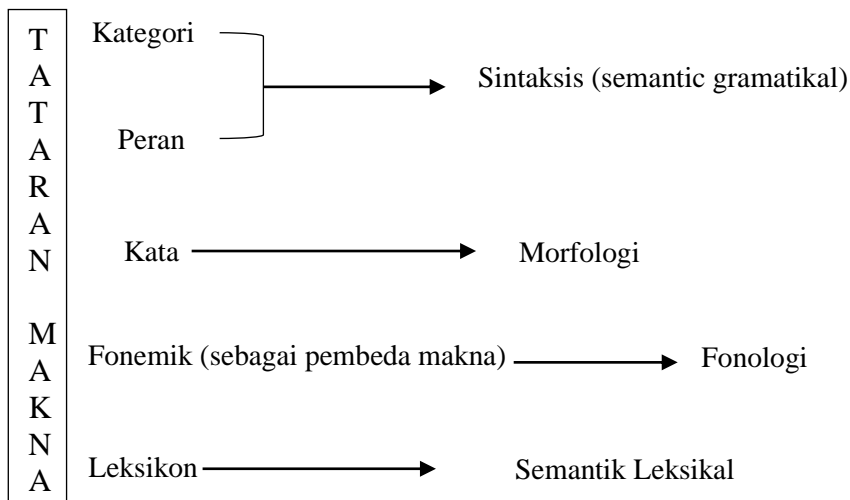 TATARAN MAKNA
Kategori
Sintaksis (semantic gramatikal)
Peran
Kata
Morfologi
Fonemik (sebagai pembeda makna)
Fonologi
Leksikon
Semantik Leksikal